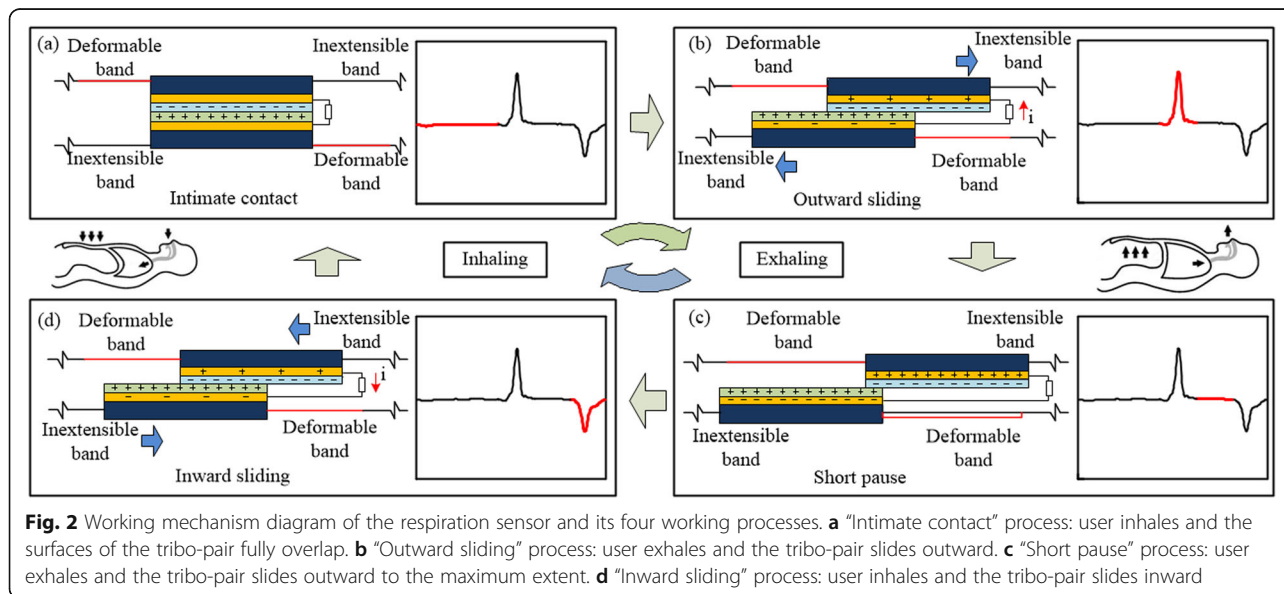 (a)
Deformable
band
Inextensible
band
- - - - - - - - -
+ + + + + + + + + +
Inextensible
band
Deformable
band
Intimate contact
(b)
Deformable
band
Inextensible
band
+ + + +
- - - - - - - - -
+ + + + + + + + + +
- - - -
i
Inextensible
band
Deformable
band
Outward sliding
Inhaling
Exhaling
(d)
Deformable
band
Inextensible
band
+ + + +
- - - - - - - - -
+ + + + + + + + + +
- - - -
i
Inextensible
band
Deformable
band
Inward sliding
(c)
Deformable
band
Inextensible
band
+ + + + + + + + + +
- - - - - - - - -
+ + + + + + + + + +
- - - - - - - - -
Inextensible
band
Deformable
band
Short pause
Fig. 2 Working mechanism diagram of the respiration sensor and its four working processes. a “Intimate contact” process: user inhales and the
surfaces of the tribo-pair fully overlap. b “Outward sliding” process: user exhales and the tribo-pair slides outward. c “Short pause” process: user
exhales and the tribo-pair slides outward to the maximum extent. d “Inward sliding” process: user inhales and the tribo-pair slides inward